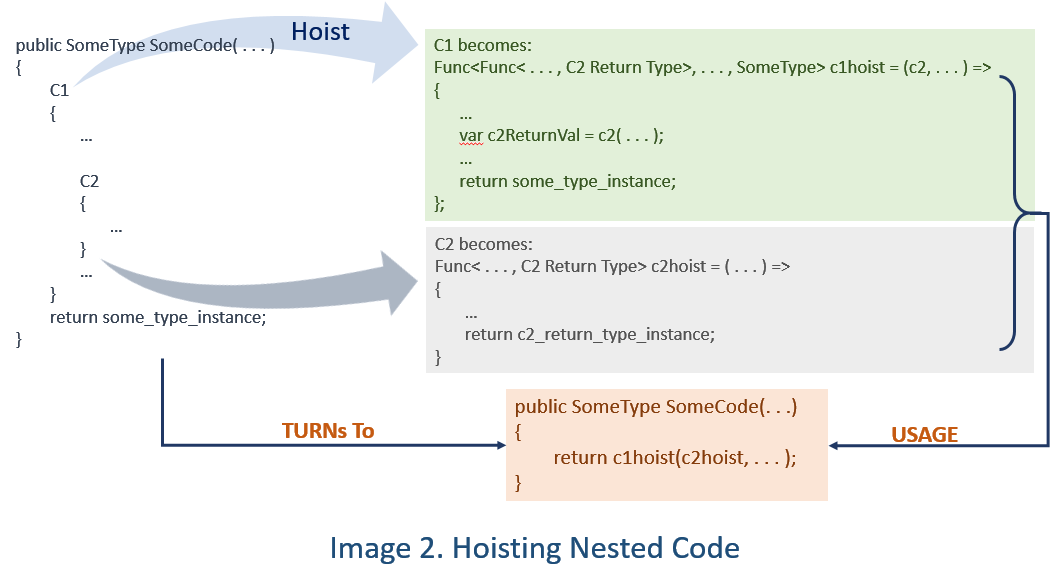 Hoist
public SomeType SomeCode( . . . )
{
C1
{
...
C2
{
...
}
...
}
return some_type_instance;
}
C1 becomes:
Func<Func< . . . , C2 Return Type>, . . . , SomeType> c1hoist = (c2, . . . ) =>
{
...
var c2ReturnVal = c2( . . . );
...
return some_type_instance;
};
C2 becomes:
Func< . . . , C2 Return Type> c2hoist = ( . . . ) =>
{
...
return c2_return_type_instance;
}
TURNs To
public SomeType SomeCode(. . .)
{
return c1hoist(c2hoist, . . . );
}
USAGE
Image 2. Hoisting Nested Code